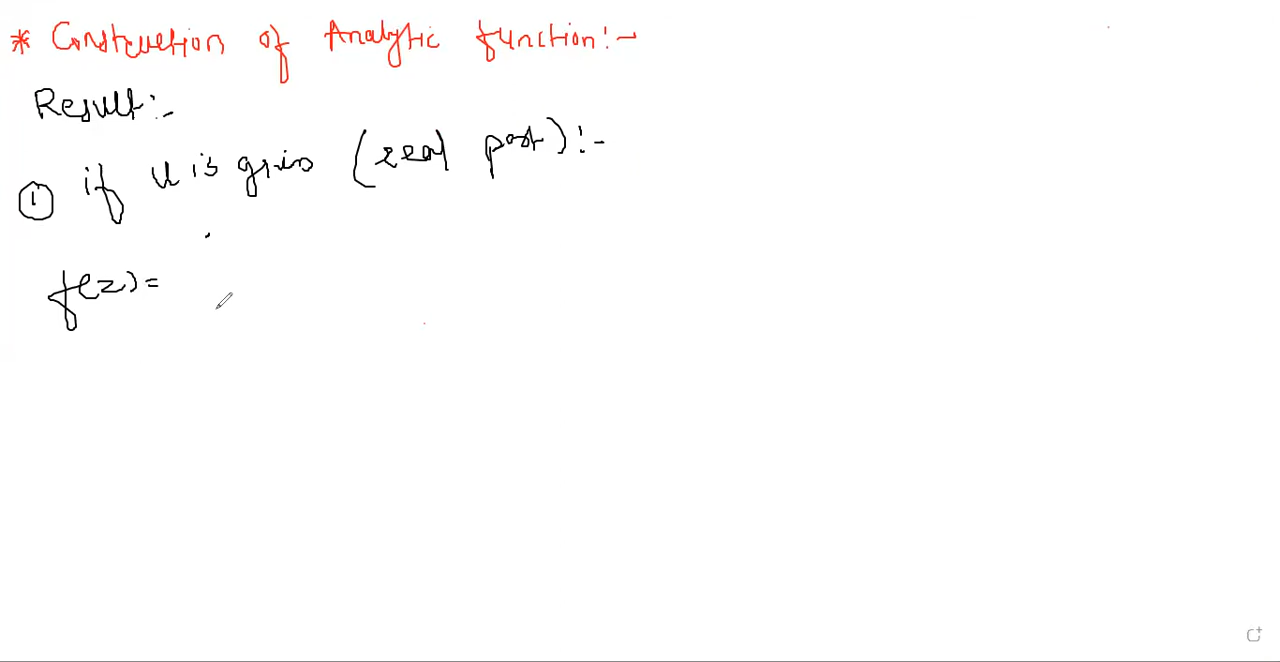 * Construction of Analytic function:-
Result:-
① if u is given (real part):-
f(z)=